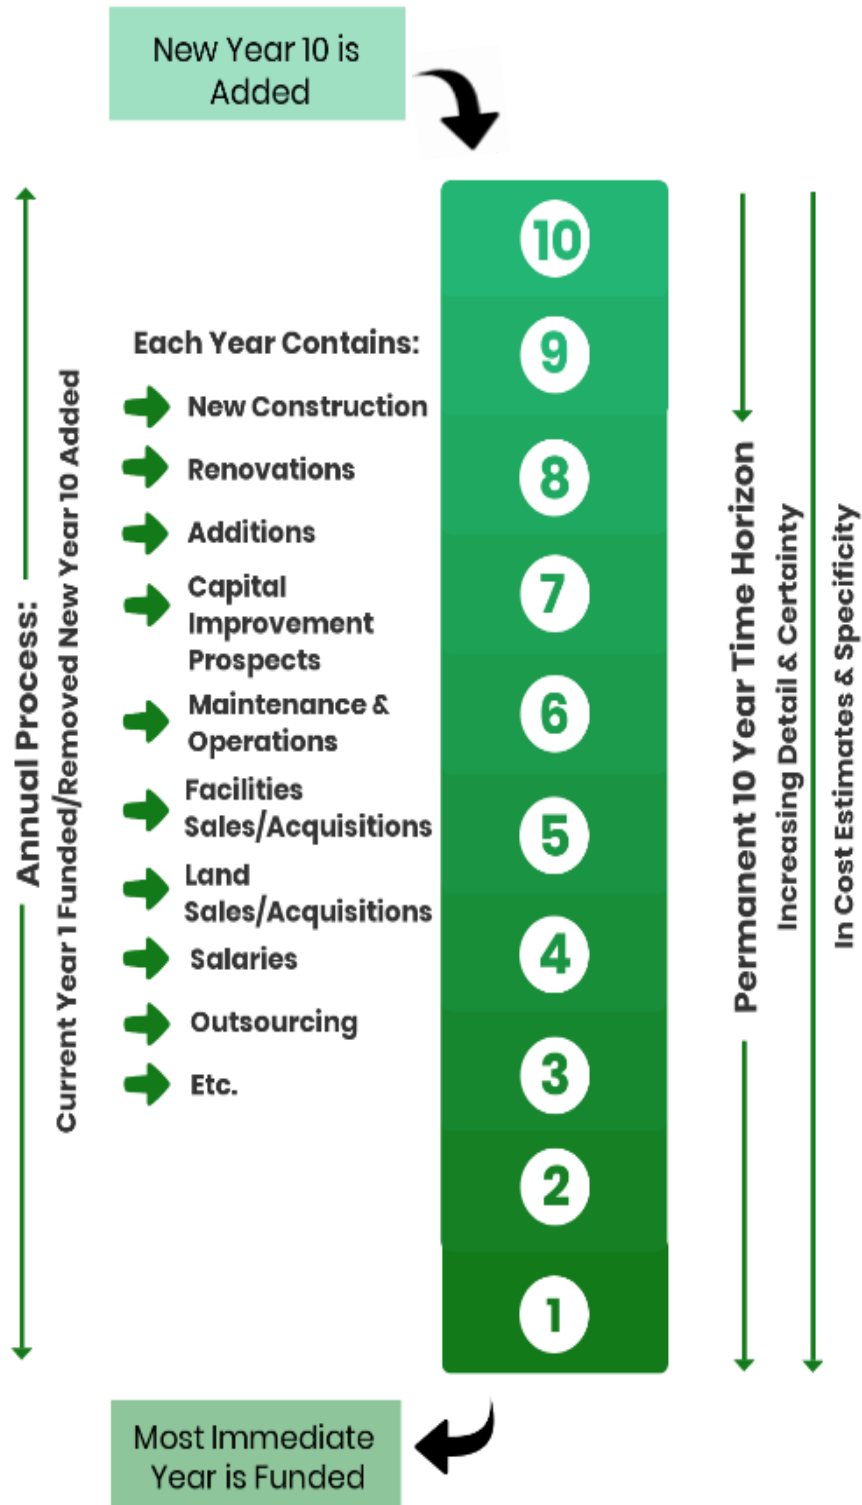 New Year 10 is
Added
Annual Process:
Current Year 1 Funded/Removed New Year 10 Added
Each Year Contains:
New Construction
Renovations
Additions
Capital
Improvement
Prospects
Maintenance &
Operations
Facilities
Sales/Acquisitions
Land
Sales/Acquisitions
Salaries
Outsourcing
Etc.
10
9
8
7
6
5
4
3
2
1
Permanent 10 Year Time Horizon
Increasing Detail & Certainty
In Cost Estimates & Specificity
Most Immediate
Year is Funded